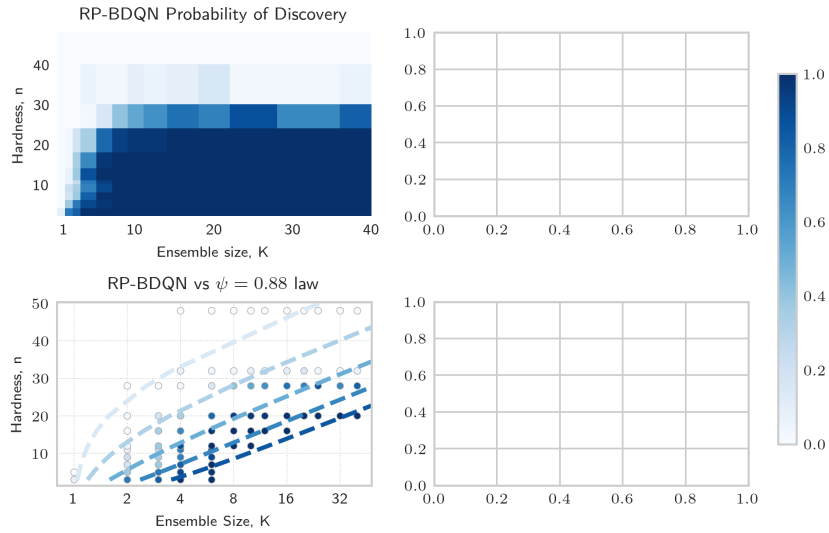 RP-BDQN Probability of Discovery
Hardness, n
40
30
20
10
1 10 20 30 40
Ensemble size, K
1.0
0.8
0.6
0.4
0.2
0.0
0.0 0.2 0.4 0.6 0.8 1.0
RP-BDQN vs ψ = 0.88 law
Hardness, n
50
40
30
20
10
1 2 4 8 16 32
Ensemble Size, K
1.0
0.8
0.6
0.4
0.2
0.0
0.0 0.2 0.4 0.6 0.8 1.0
1.0
0.8
0.6
0.4
0.2
0.0